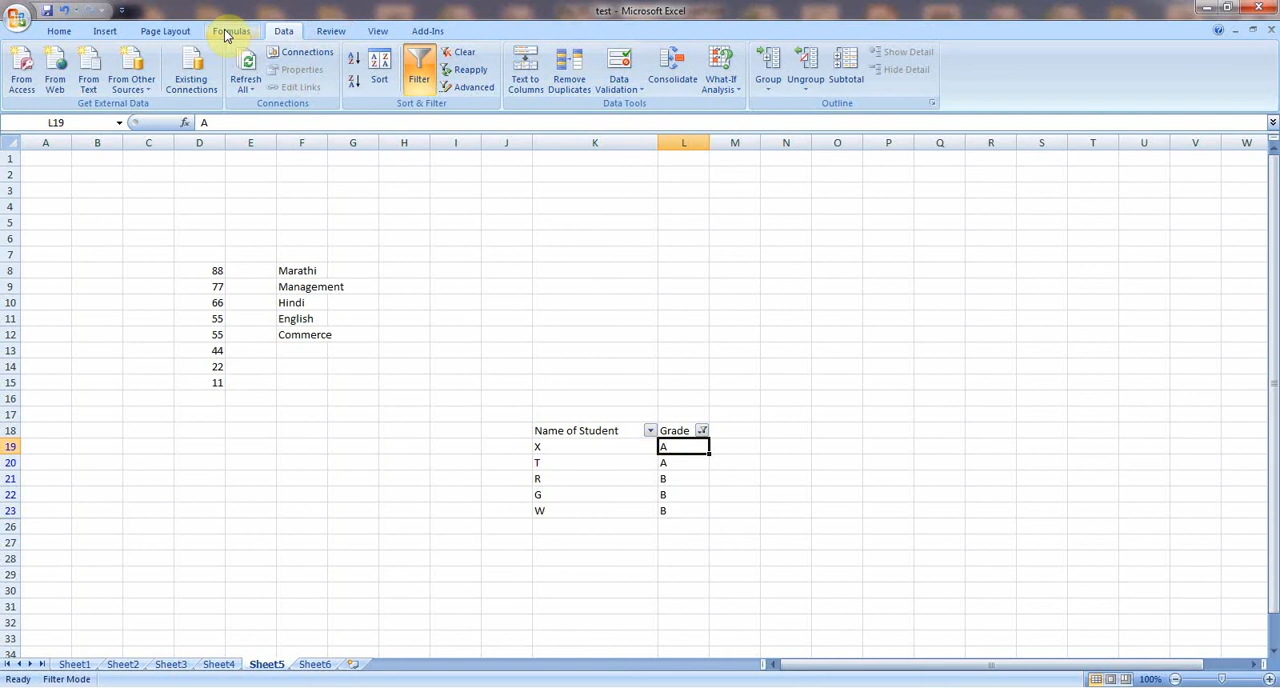 test - Microsoft Excel
Home Insert Page Layout Formulas Data Review View Add-Ins
From Access
From Web
From Text
From Other Sources
Existing Connections
Get External Data
Refresh All
Connections
Properties
Edit Links
Connections
Sort
Filter
Clear
Reapply
Advanced
Sort & Filter
Text to Columns
Remove Duplicates
Data Validation
Consolidate
What-If Analysis
Data Tools
Group
Ungroup
Subtotal
Show Detail
Hide Detail
Outline
L19 fx A
A B C D E F G H I J K L M N O P Q R S T U V W
1
2
3
4
5
6
7
8 88 Marathi
9 77 Management
10 66 Hindi
11 55 English
12 55 Commerce
13 44
14 22
15 11
16
17
18 Name of Student Grade
19 X A
20 T A
21 R B
22 G B
23 W B
26
27
28
29
30
31
32
33
34
Sheet1 Sheet2 Sheet3 Sheet4 Sheet5 Sheet6
Ready Filter Mode 100%